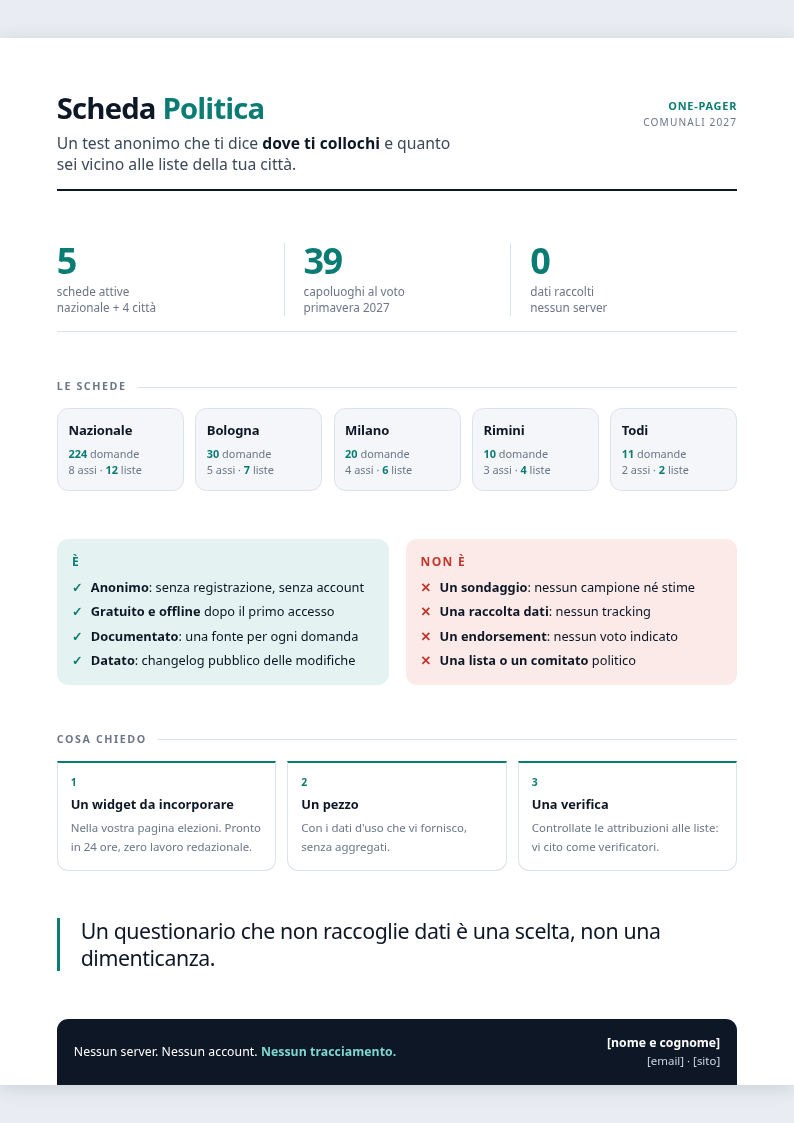 Scheda Politica
ONE-PAGER
COMUNALI 2027
Un test anonimo che ti dice dove ti collochi e quanto
sei vicino alle liste della tua città.
5
schede attive
nazionale + 4 città
39
capoluoghi al voto
primavera 2027
0
dati raccolti
nessun server
LE SCHEDE
Nazionale
224 domande
8 assi · 12 liste
Bologna
30 domande
5 assi · 7 liste
Milano
20 domande
4 assi · 6 liste
Rimini
10 domande
3 assi · 4 liste
Todi
11 domande
2 assi · 2 liste
È
✓ Anonimo: senza registrazione, senza account
✓ Gratuito e offline dopo il primo accesso
✓ Documentato: una fonte per ogni domanda
✓ Datato: changelog pubblico delle modifiche
NON È
✕ Un sondaggio: nessun campione né stime
✕ Una raccolta dati: nessun tracking
✕ Un endorsement: nessun voto indicato
✕ Una lista o un comitato politico
COSA CHIEDO
1
Un widget da incorporare
Nella vostra pagina elezioni. Pronto
in 24 ore, zero lavoro redazionale.
2
Un pezzo
Con i dati d'uso che vi fornisco,
senza aggregati.
3
Una verifica
Controllate le attribuzioni alle liste:
vi cito come verificatori.
Un questionario che non raccoglie dati è una scelta, non una
dimenticanza.
Nessun server. Nessun account. Nessun tracciamento.
[nome e cognome]
[email] · [sito]